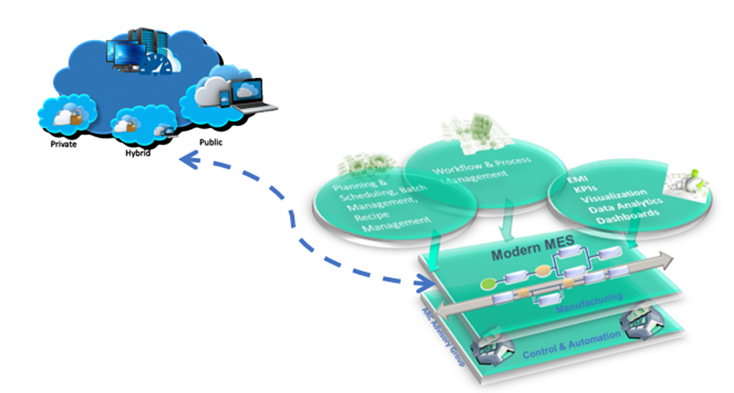 Private
Hybrid
Public
Planning &
Scheduling, Batch
Management,
Recipe
Management
Workflow & Process
Management
EMI
KPIs
Visualization
Data Analytics
Dashboards
Modern MES
Manufacturing
ARC Advisory Group
Control & Automation